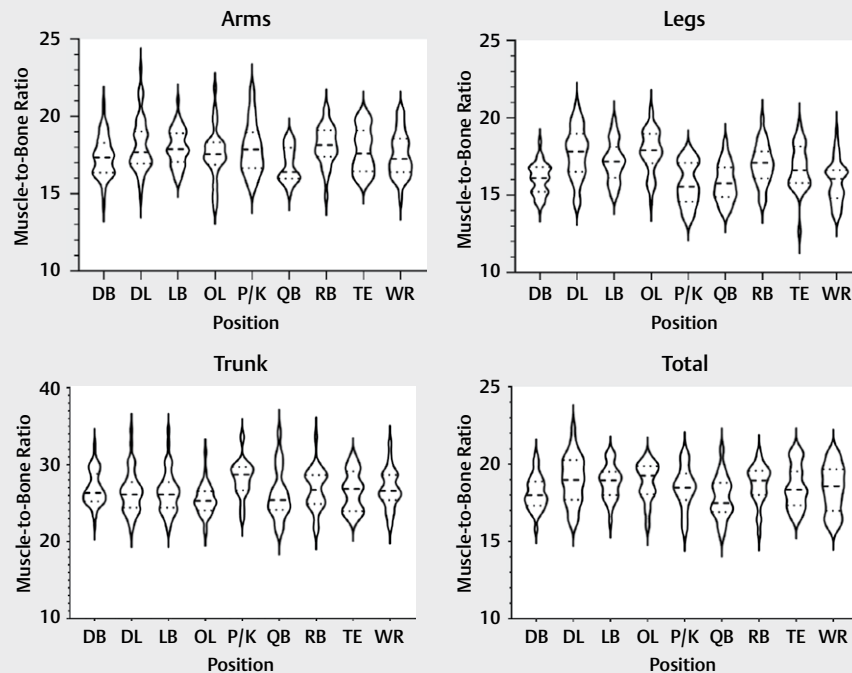 Arms
Muscle-to-Bone Ratio
25
20
15
10
DB DL LB OL P/K QB RB TE WR
Position
Legs
Muscle-to-Bone Ratio
25
20
15
10
DB DL LB OL P/K QB RB TE WR
Position
Trunk
Muscle-to-Bone Ratio
40
30
20
10
DB DL LB OL P/K QB RB TE WR
Position
Total
Muscle-to-Bone Ratio
25
20
15
10
DB DL LB OL P/K QB RB TE WR
Position